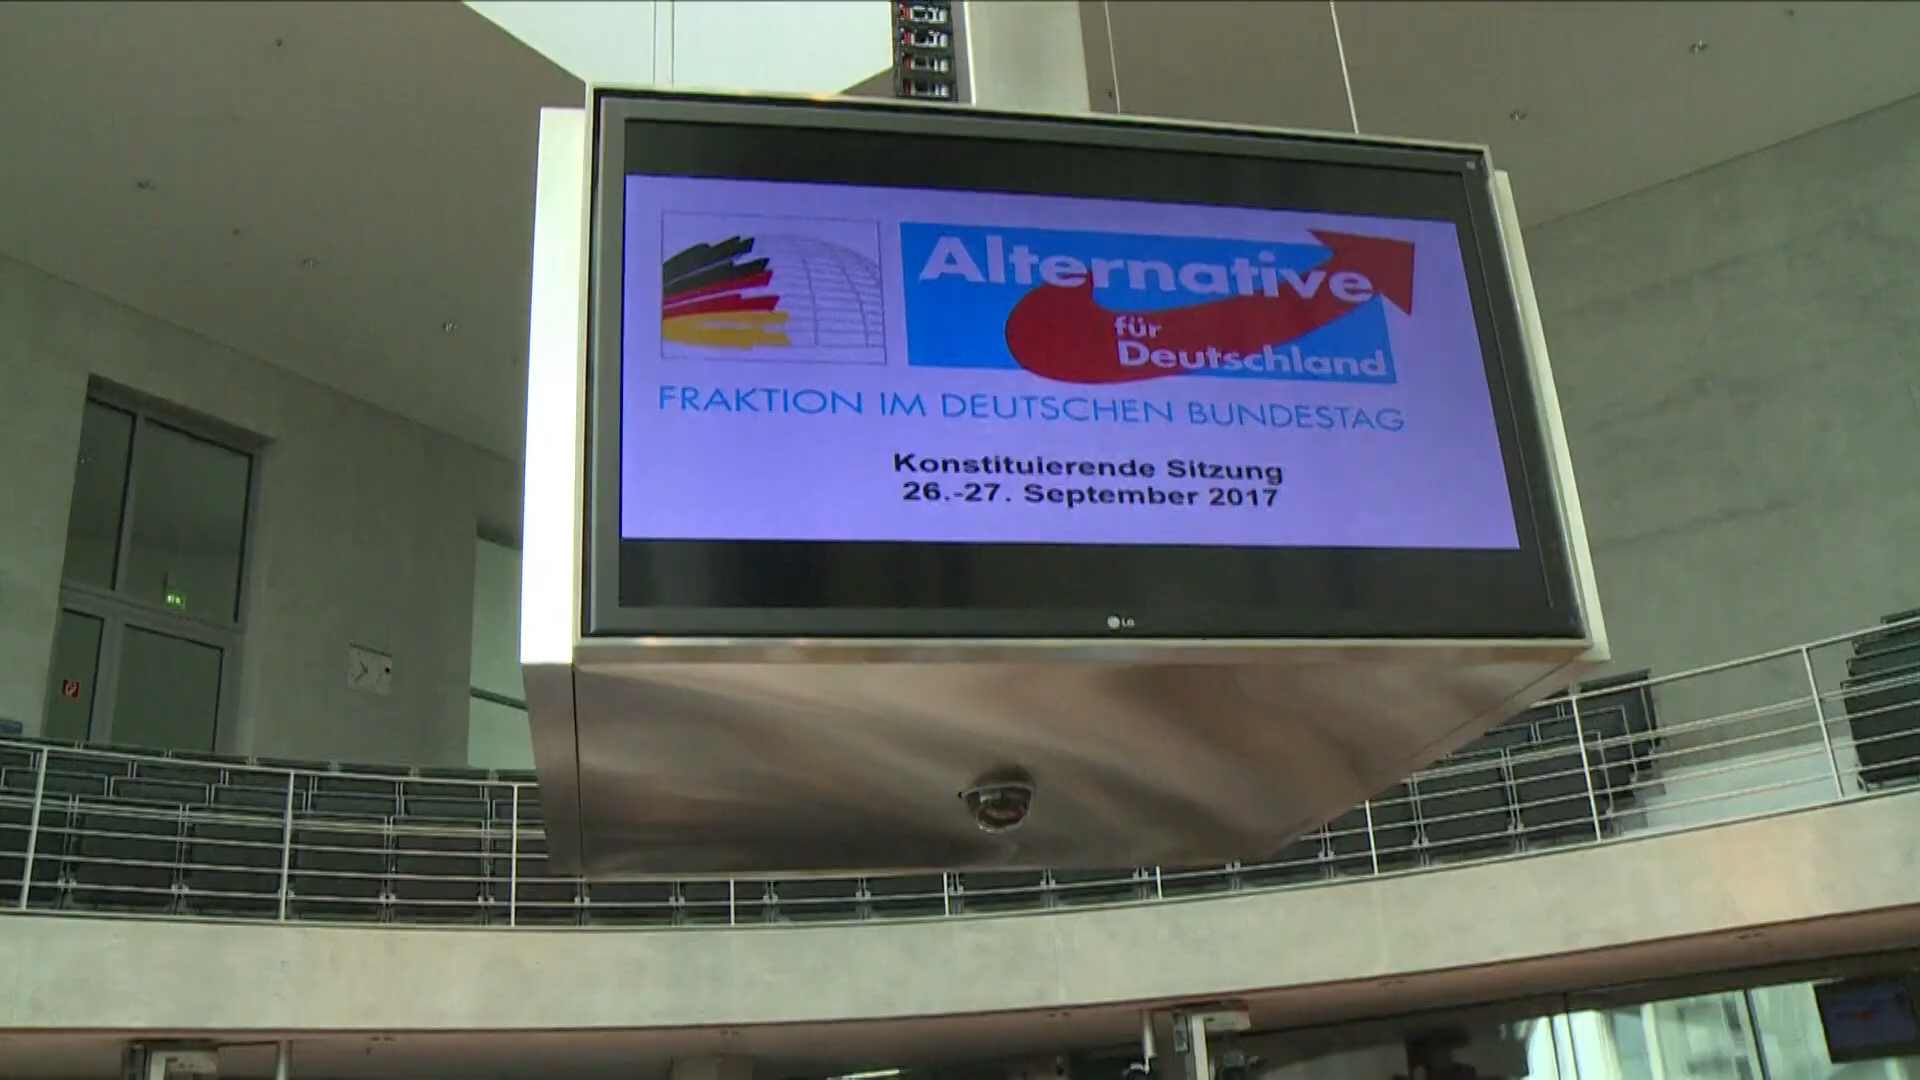 Alternative
für
Deutschland
FRAKTION IM DEUTSCHEN BUNDESTAG
Konstituierende Sitzung
26.-27. September 2017
LG